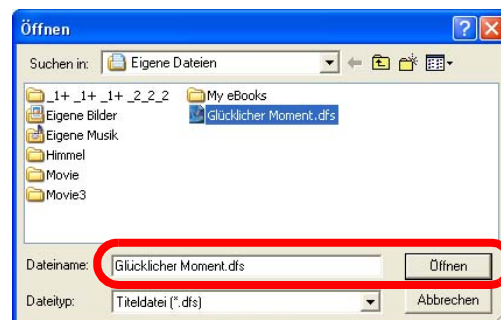 Öffnen
Suchen in: Eigene Dateien
_1+ _1+ _1+ _2_2_2 My eBooks
Eigene Bilder Glücklicher Moment.dfs
Eigene Musik
Himmel
Movie
Movie3
Dateiname: Glücklicher Moment.dfs Öffnen
Dateityp: Titeldatei (*.dfs) Abbrechen